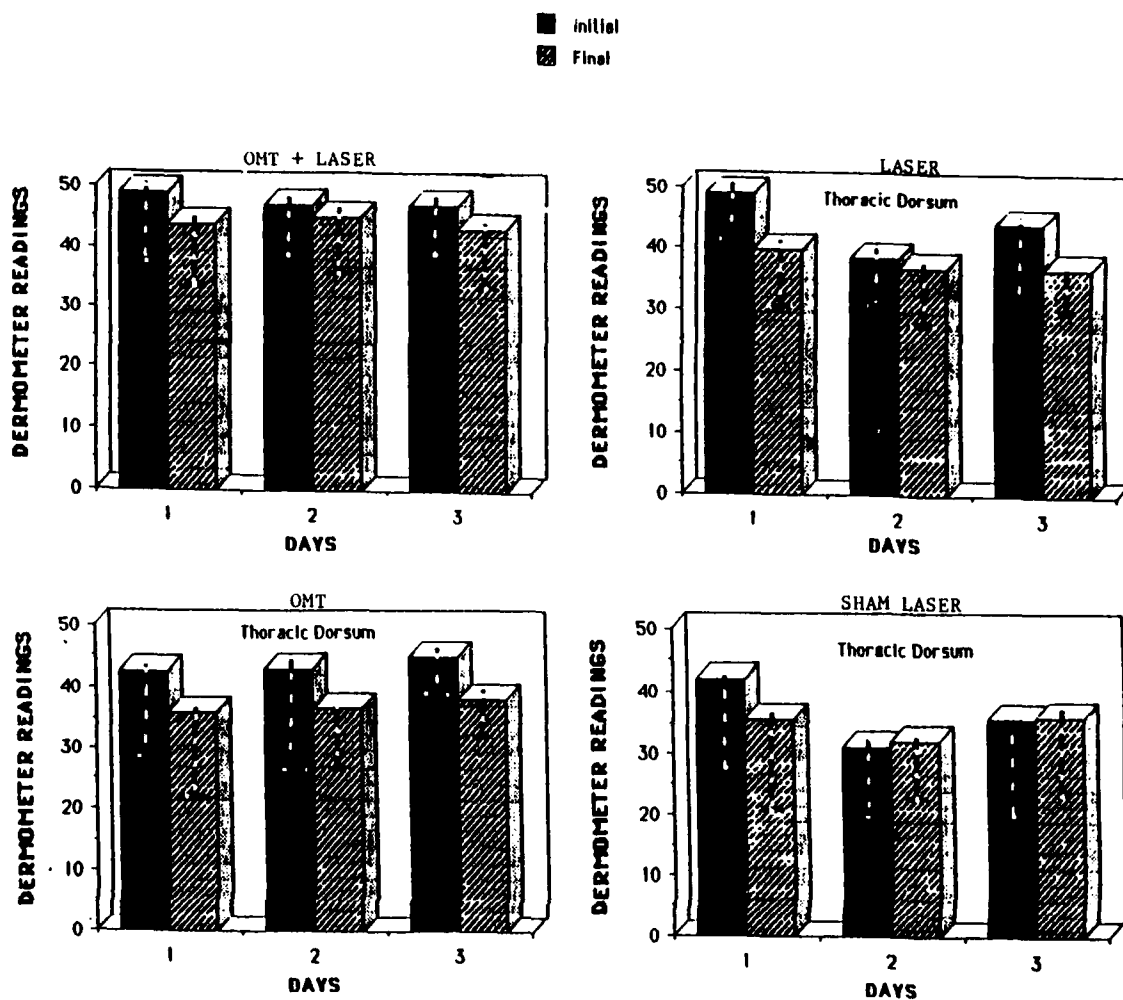 Initial
Final
OMT + LASER
DERMOMETER READINGS
50
40
30
20
10
0
1
2
3
DAYS
LASER
Thoracic Dorsum
DERMOMETER READINGS
50
40
30
20
10
0
1
2
3
DAYS
OMT
Thoracic Dorsum
DERMOMETER READINGS
50
40
30
20
10
0
1
2
3
DAYS
SHAM LASER
Thoracic Dorsum
DERMOMETER READINGS
50
40
30
20
10
0
1
2
3
DAYS